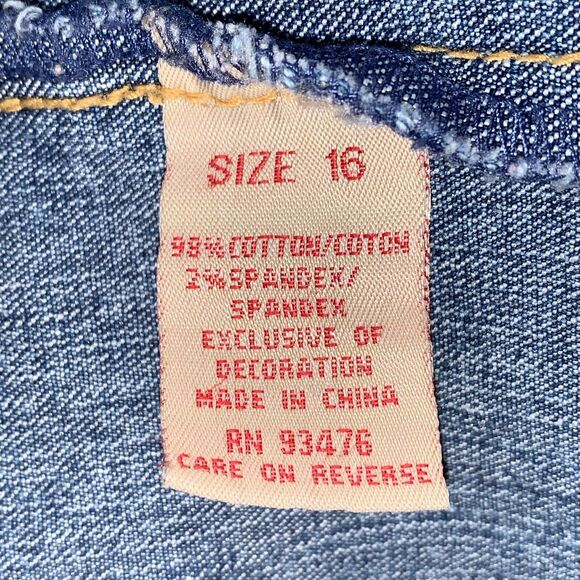 SIZE 16
98% COTTON/COTON
2% SPANDEX/
SPANDEX
EXCLUSIVE OF
DECORATION
MADE IN CHINA
RN 93476
CARE ON REVERSE